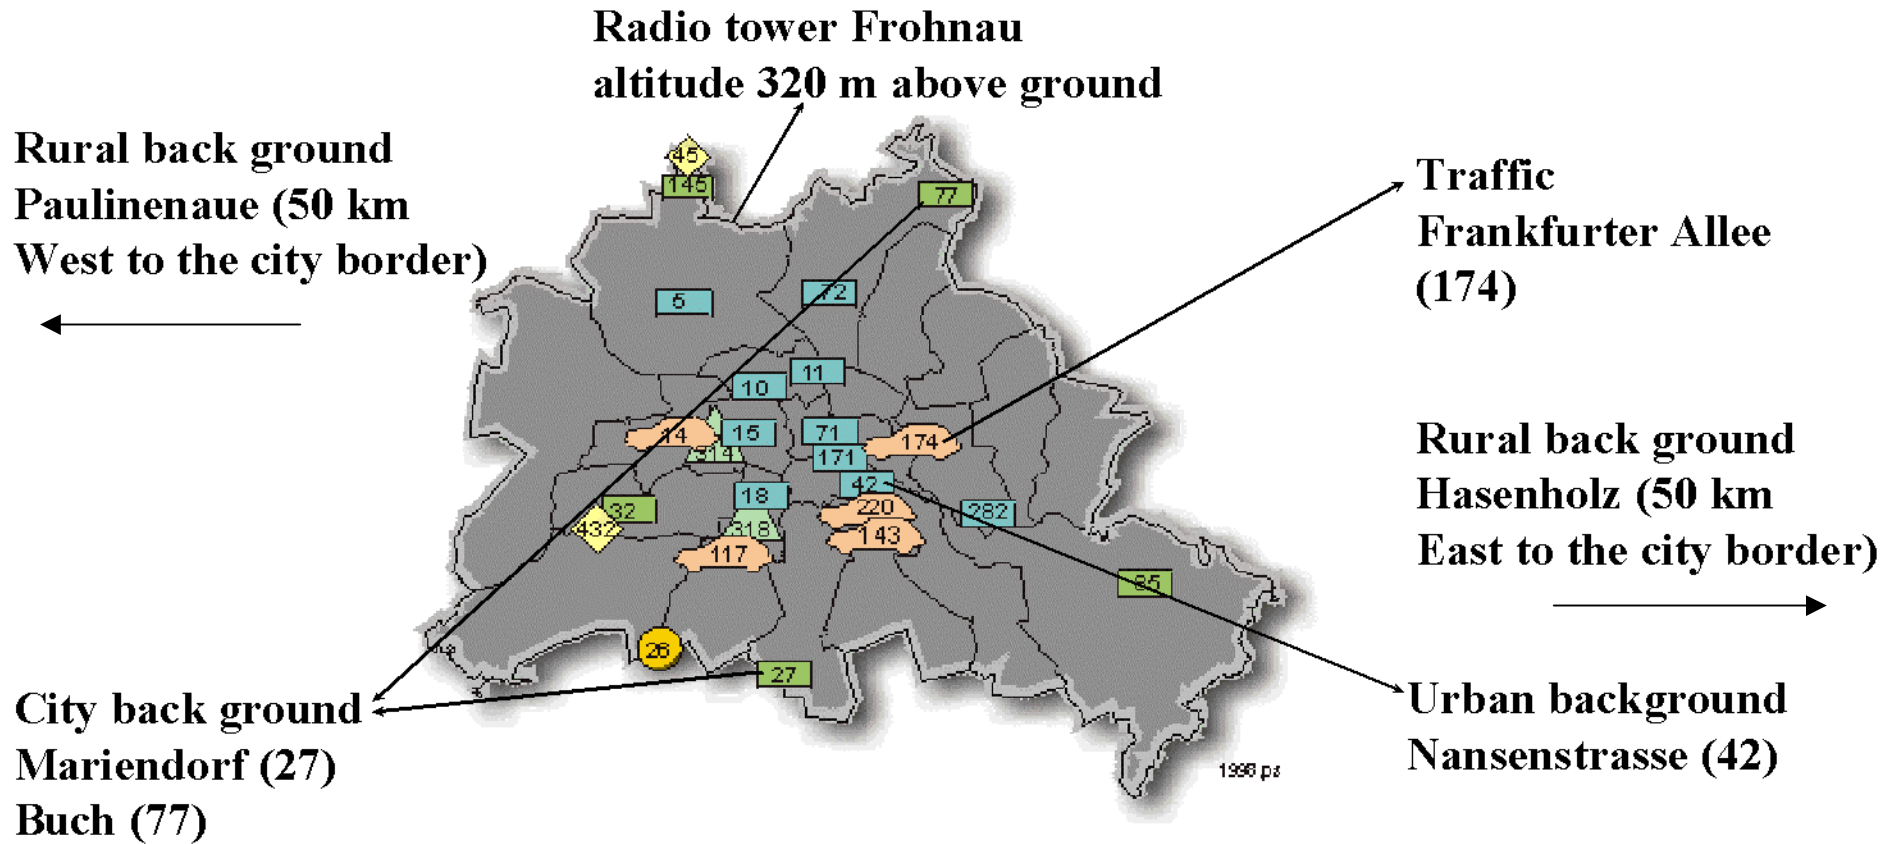 Radio tower Frohnau
altitude 320 m above ground
Rural back ground
Paulinenaue (50 km
West to the city border)
Traffic
Frankfurter Allee
(174)
Rural back ground
Hasenholz (50 km
East to the city border)
City back ground
Mariendorf (27)
Buch (77)
Urban background
Nansenstrasse (42)
45
145
77
5
72
11
10
14
15
71
174
314
171
42
18
32
220
282
432
318
143
117
85
26
27
1996 ps